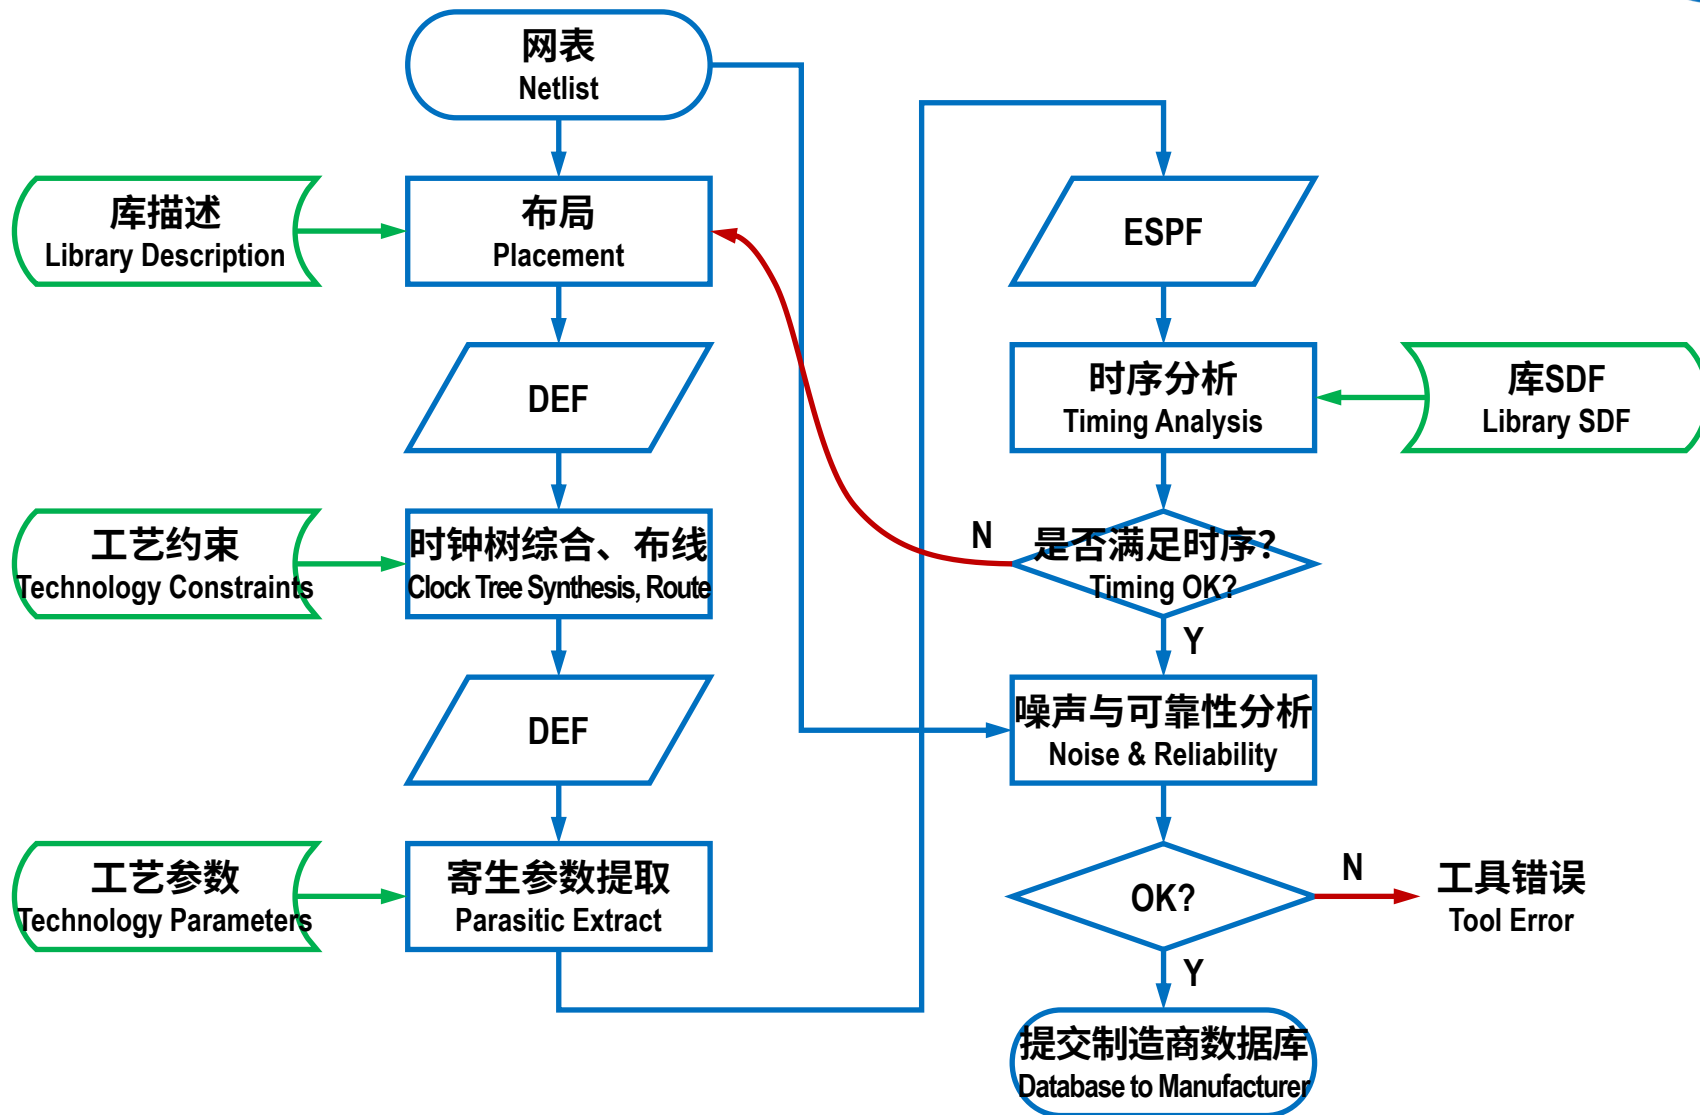 网表
Netlist
库描述
Library Description
布局
Placement
DEF
工艺约束
Technology Constraints
时钟树综合、布线
Clock Tree Synthesis, Route
DEF
工艺参数
Technology Parameters
寄生参数提取
Parasitic Extract
ESPF
时序分析
Timing Analysis
库SDF
Library SDF
N
是否满足时序?
Timing OK?
Y
噪声与可靠性分析
Noise & Reliability
OK?
N
工具错误
Tool Error
Y
提交制造商数据库
Database to Manufacturer